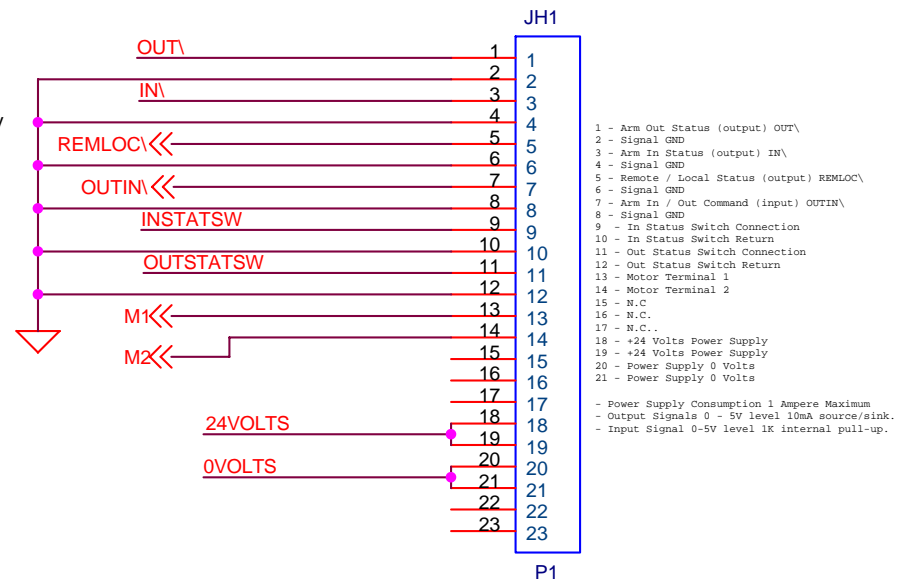 JH1
OUT\ 1 1
2 2
IN\ 3 3
4 4
REMLOC\ 5 5
6 6
OUTIN\ 7 7
8 8
INSTATSW 9 9
10 10
OUTSTATSW 11 11
12 12
M1 13 13
14 14
M2 15 15
16 16
17 17
24VOLTS 18 18
19 19
0VOLTS 20 20
21 21
22 22
23 23
P1
1 - Arm Out Status (output) OUT\
2 - Signal GND
3 - Arm In Status (output) IN\
4 - Signal GND
5 - Remote / Local Status (output) REMLOC\
6 - Signal GND
7 - Arm In / Out Command (input) OUTIN\
8 - Signal GND
9 - In Status Switch Connection
10 - In Status Switch Return
11 - Out Status Switch Connection
12 - Out Status Switch Return
13 - Motor Terminal 1
14 - Motor Terminal 2
15 - N.C
16 - N.C.
17 - N.C..
18 - +24 Volts Power Supply
19 - +24 Volts Power Supply
20 - Power Supply 0 Volts
21 - Power Supply 0 Volts
- Power Supply Consumption 1 Ampere Maximum
- Output Signals 0 - 5V level 10mA source/sink.
- Input Signal 0-5V level 1K internal pull-up.